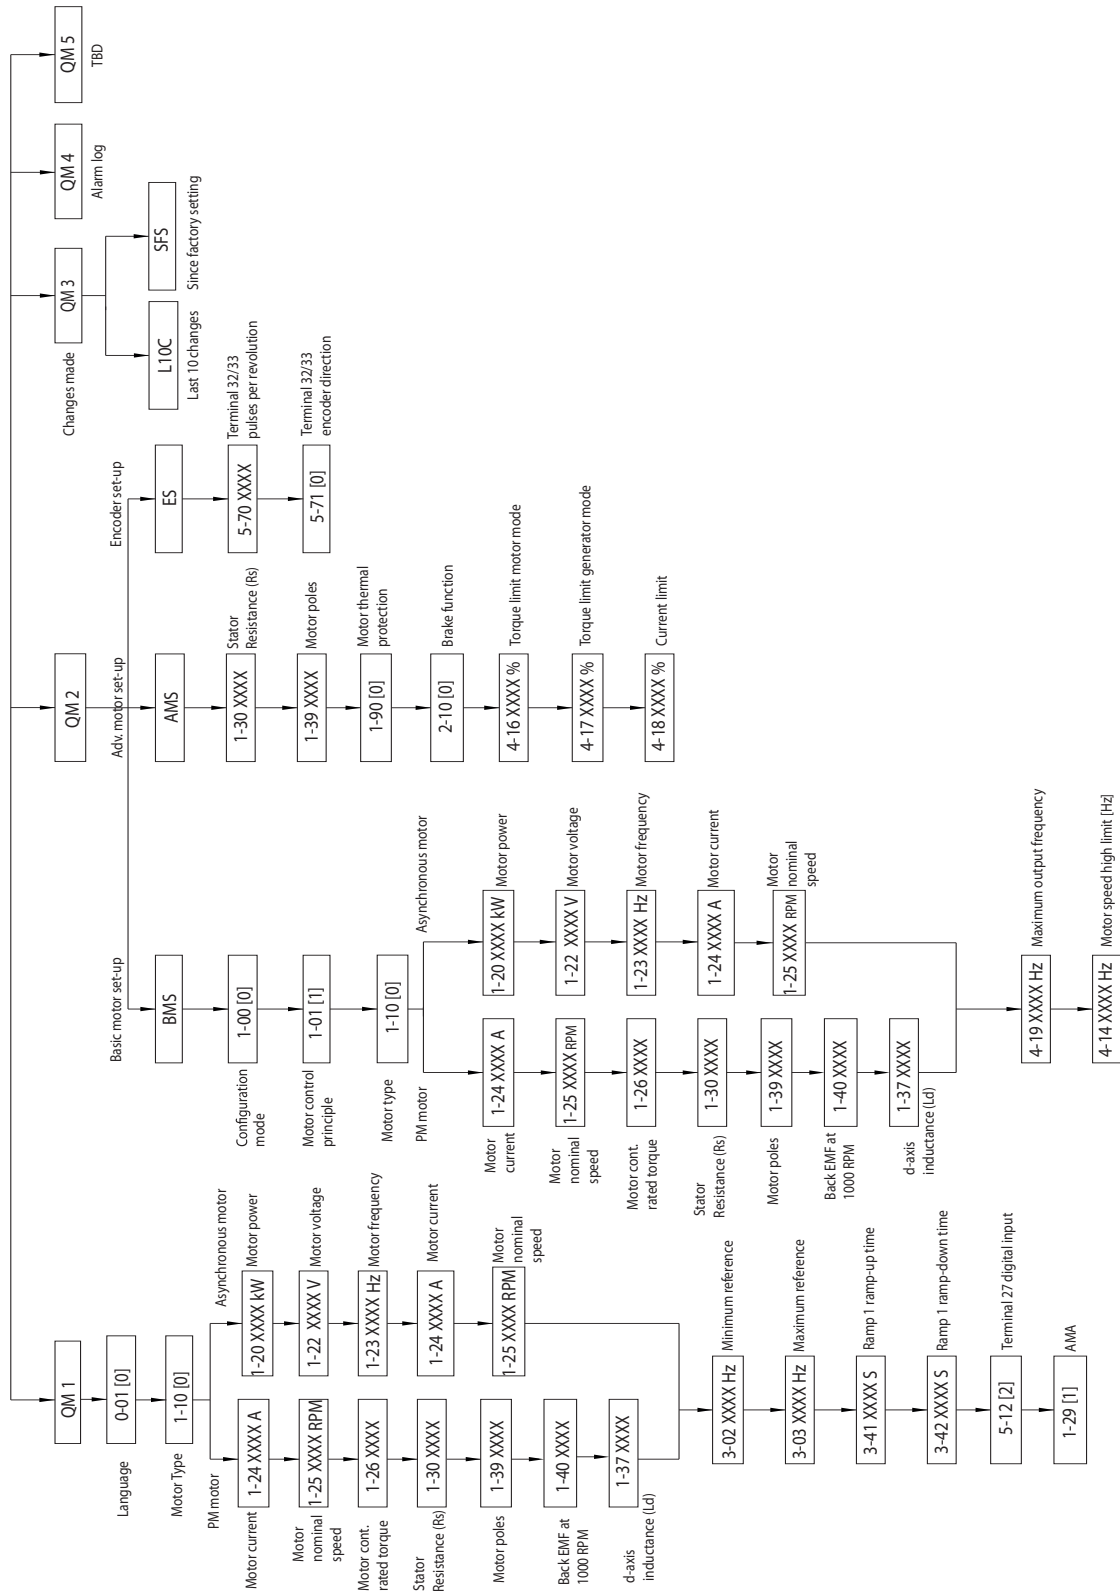 QM 1
0-01 [0]
Language
1-10 [0]
Motor Type
PM motor
1-24 XXXX A
Motor current
1-25 XXXX RPM
Motor
nominal
speed
1-26 XXXX
Motor cont.
rated torque
1-30 XXXX
Stator
Resistance (Rs)
1-39 XXXX
Motor poles
1-40 XXXX
Back EMF at
1000 RPM
1-37 XXXX
d-axis
inductance (Ld)
Asynchronous motor
1-20 XXXX kW
Motor power
1-22 XXXX V
Motor voltage
1-23 XXXX Hz
Motor frequency
1-24 XXXX A
Motor current
1-25 XXXX RPM
Motor
nominal
speed
3-02 XXXX Hz
Minimum reference
3-03 XXXX Hz
Maximum reference
3-41 XXXX S
Ramp 1 ramp-up time
3-42 XXXX S
Ramp 1 ramp-down time
5-12 [2]
Terminal 27 digital input
1-29 [1]
AMA
QM 2
Basic motor set-up
BMS
1-00 [0]
Configuration
mode
1-01 [1]
Motor control
principle
1-10 [0]
Motor type
PM motor
1-24 XXXX A
Motor
current
1-25 XXXX RPM
Motor
nominal
speed
1-26 XXXX
Motor cont.
rated torque
1-30 XXXX
Stator
Resistance (Rs)
1-39 XXXX
Motor poles
1-40 XXXX
Back EMF at
1000 RPM
1-37 XXXX
d-axis
inductance (Ld)
Asynchronous motor
1-20 XXXX kW
Motor power
1-22 XXXX V
Motor voltage
1-23 XXXX Hz
Motor frequency
1-24 XXXX A
Motor current
1-25 XXXX RPM
Motor
nominal
speed
4-19 XXXX Hz
Maximum output frequency
4-14 XXXX Hz
Motor speed high limit [Hz]
Adv. motor set-up
AMS
1-30 XXXX
Stator
Resistance (Rs)
1-39 XXXX
Motor poles
1-90 [0]
Motor thermal
protection
2-10 [0]
Brake function
4-16 XXXX %
Torque limit motor mode
4-17 XXXX %
Torque limit generator mode
4-18 XXXX %
Current limit
Encoder set-up
ES
5-70 XXXX
Terminal 32/33
pulses per revolution
5-71 [0]
Terminal 32/33
encoder direction
QM 3
Changes made
L10C
Last 10 changes
SFS
Since factory setting
QM 4
Alarm log
QM 5
TBD